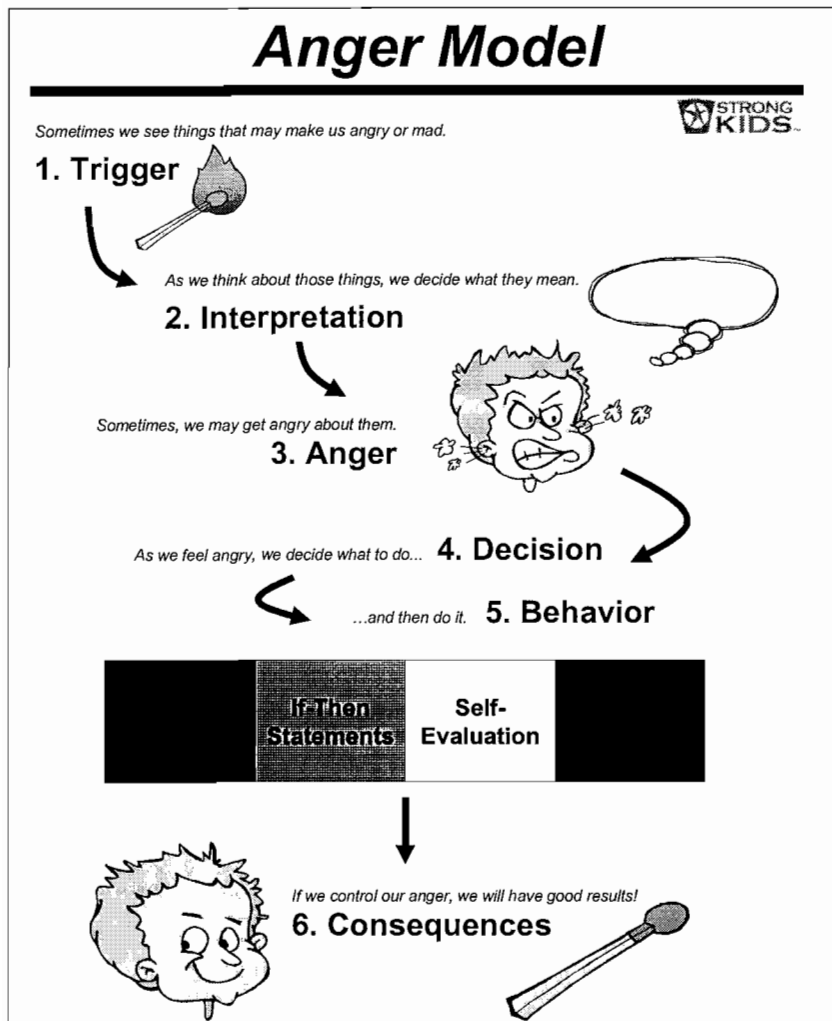 Anger Model
STRONG
KIDS™
Sometimes we see things that may make us angry or mad.
1. Trigger
As we think about those things, we decide what they mean.
2. Interpretation
Sometimes, we may get angry about them.
3. Anger
As we feel angry, we decide what to do... 4. Decision
...and then do it. 5. Behavior
If-Then
Statements
Self-
Evaluation
If we control our anger, we will have good results!
6. Consequences